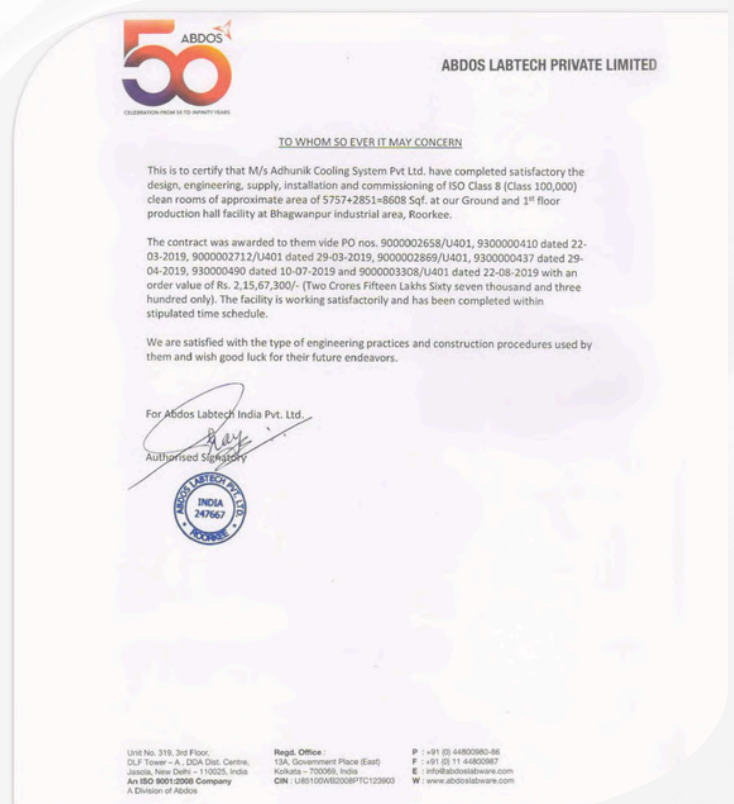 ABDOS
50
CELEBRATION FROM 50 TO INFINITY YEARS
ABDOS LABTECH PRIVATE LIMITED
TO WHOM SO EVER IT MAY CONCERN
This is to certify that M/s Adhunik Cooling System Pvt Ltd. have completed satisfactory the
design, engineering, supply, installation and commissioning of ISO Class 8 (Class 100,000)
clean rooms of approximate area of 5757+2851=8608 Sqf. at our Ground and 1st floor
production hall facility at Bhagwanpur industrial area, Roorkee.
The contract was awarded to them vide PO nos. 9000002658/U401, 9300000410 dated 22-
03-2019, 9000002712/U401 dated 29-03-2019, 9000002869/U401, 9300000437 dated 29-
04-2019, 930000490 dated 10-07-2019 and 9000003308/U401 dated 22-08-2019 with an
order value of Rs. 2,15,67,300/- (Two Crores Fifteen Lakhs Sixty seven thousand and three
hundred only). The facility is working satisfactorily and has been completed within
stipulated time schedule.
We are satisfied with the type of engineering practices and construction procedures used by
them and wish good luck for their future endeavors.
For Abdos Labtech India Pvt. Ltd.
Authorised Signatory
ABDOS LABTECH PVT. LTD.
INDIA
247667
ROORKEE
Unit No. 319, 3rd Floor,
DLF Tower – A , DDA Dist. Centre,
Jasola, New Delhi – 110025, India
An ISO 9001:2008 Company
A Division of Abdos
Regd. Office :
13A, Government Place (East)
Kolkata – 700069, India
CIN : U85100WB2008PTC123903
P : +91 (0) 44800980-86
F : +91 (0) 11 44800987
E : info@abdoslabware.com
W : www.abdoslabware.com